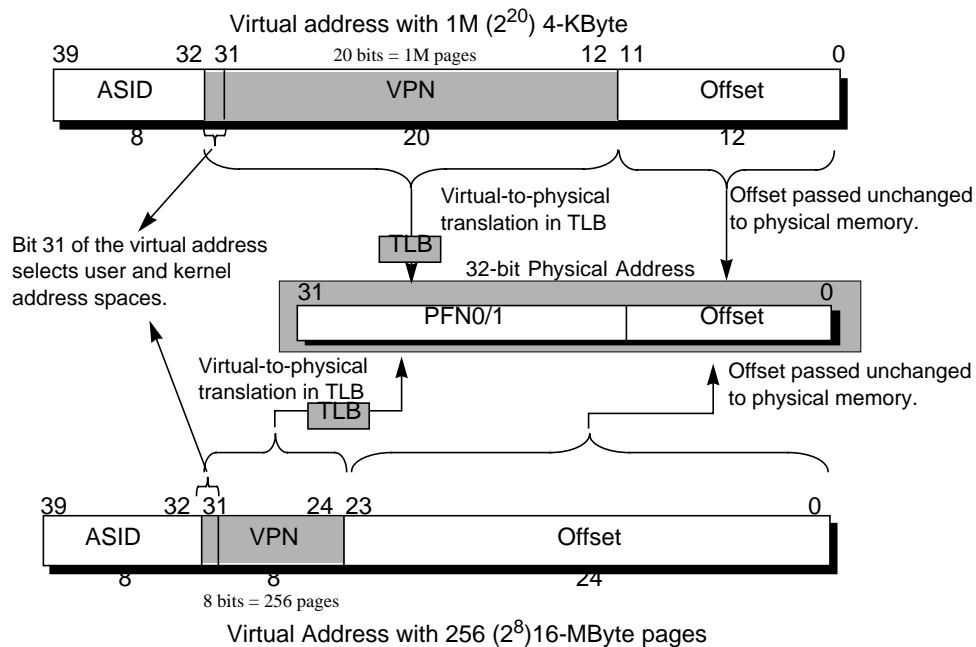 Virtual address with 1M (2^20) 4-KByte
39 32 31 20 bits = 1M pages 12 11 0
ASID VPN Offset
8 20 12
Virtual-to-physical
translation in TLB
Offset passed unchanged
to physical memory.
TLB
Bit 31 of the virtual address
selects user and kernel
address spaces.
32-bit Physical Address
31 0
PFN0/1 Offset
Virtual-to-physical
translation in TLB
TLB
Offset passed unchanged
to physical memory.
39 32 31 24 23 0
ASID VPN Offset
8 8 24
8 bits = 256 pages
Virtual Address with 256 (2^8)16-MByte pages